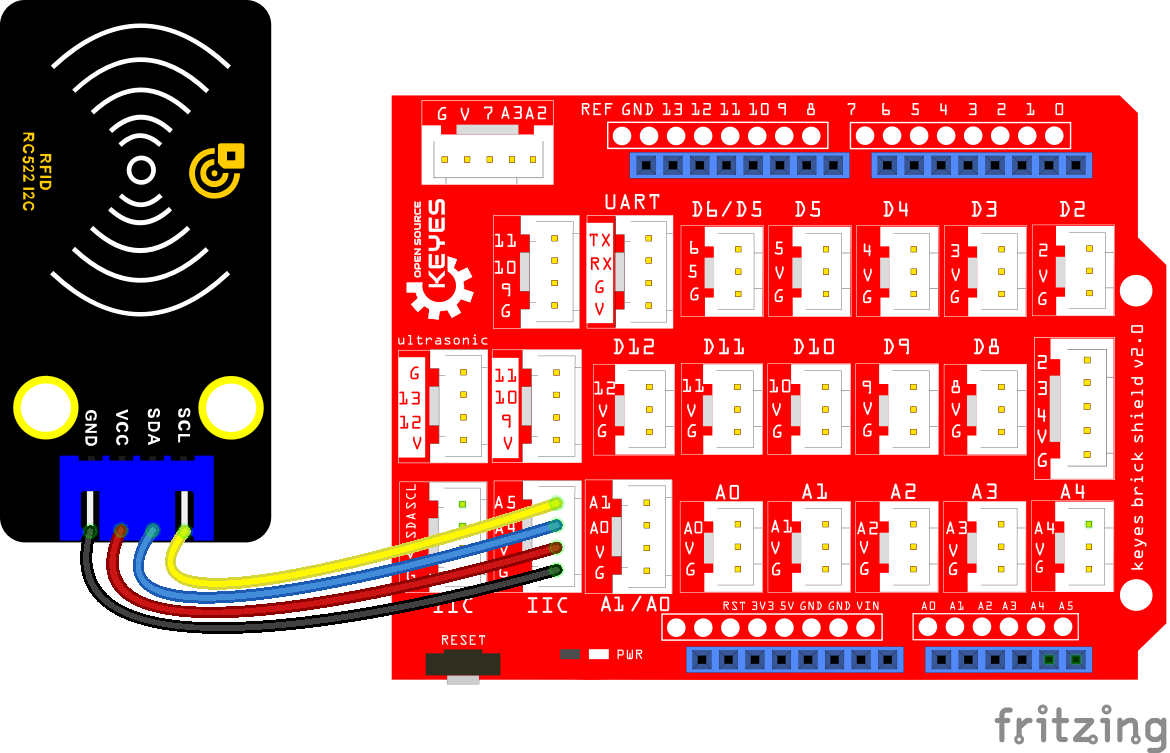 RFID
RC522 I2C
GND
VCC
SDA
SCL
G V 7 A3A2
REF GND 13 12 11 10 9 8
7 6 5 4 3 2 1 0
OPEN SOURCE
KEYES
11
10
9
G
UART
TX
RX
G
V
D6/D5
6
5
G
D5
5
V
G
D4
4
V
G
D3
3
V
G
D2
2
V
G
ultrasonic
G
13
12
V
11
10
9
V
D12
12
V
G
D11
11
V
G
D10
10
V
G
D9
9
V
G
D8
8
V
G
2
3
4
V
G
keyes brick shield v2.0
SDA SCL
G
IIC
A5
A4
V
G
IIC
A1
A0
V
G
A1/A0
A0
A0
V
G
A1
A1
V
G
A2
A2
V
G
A3
A3
V
G
A4
A4
V
G
RST 3V3 5V GND GND VIN
A0 A1 A2 A3 A4 A5
RESET
PWR
fritzing